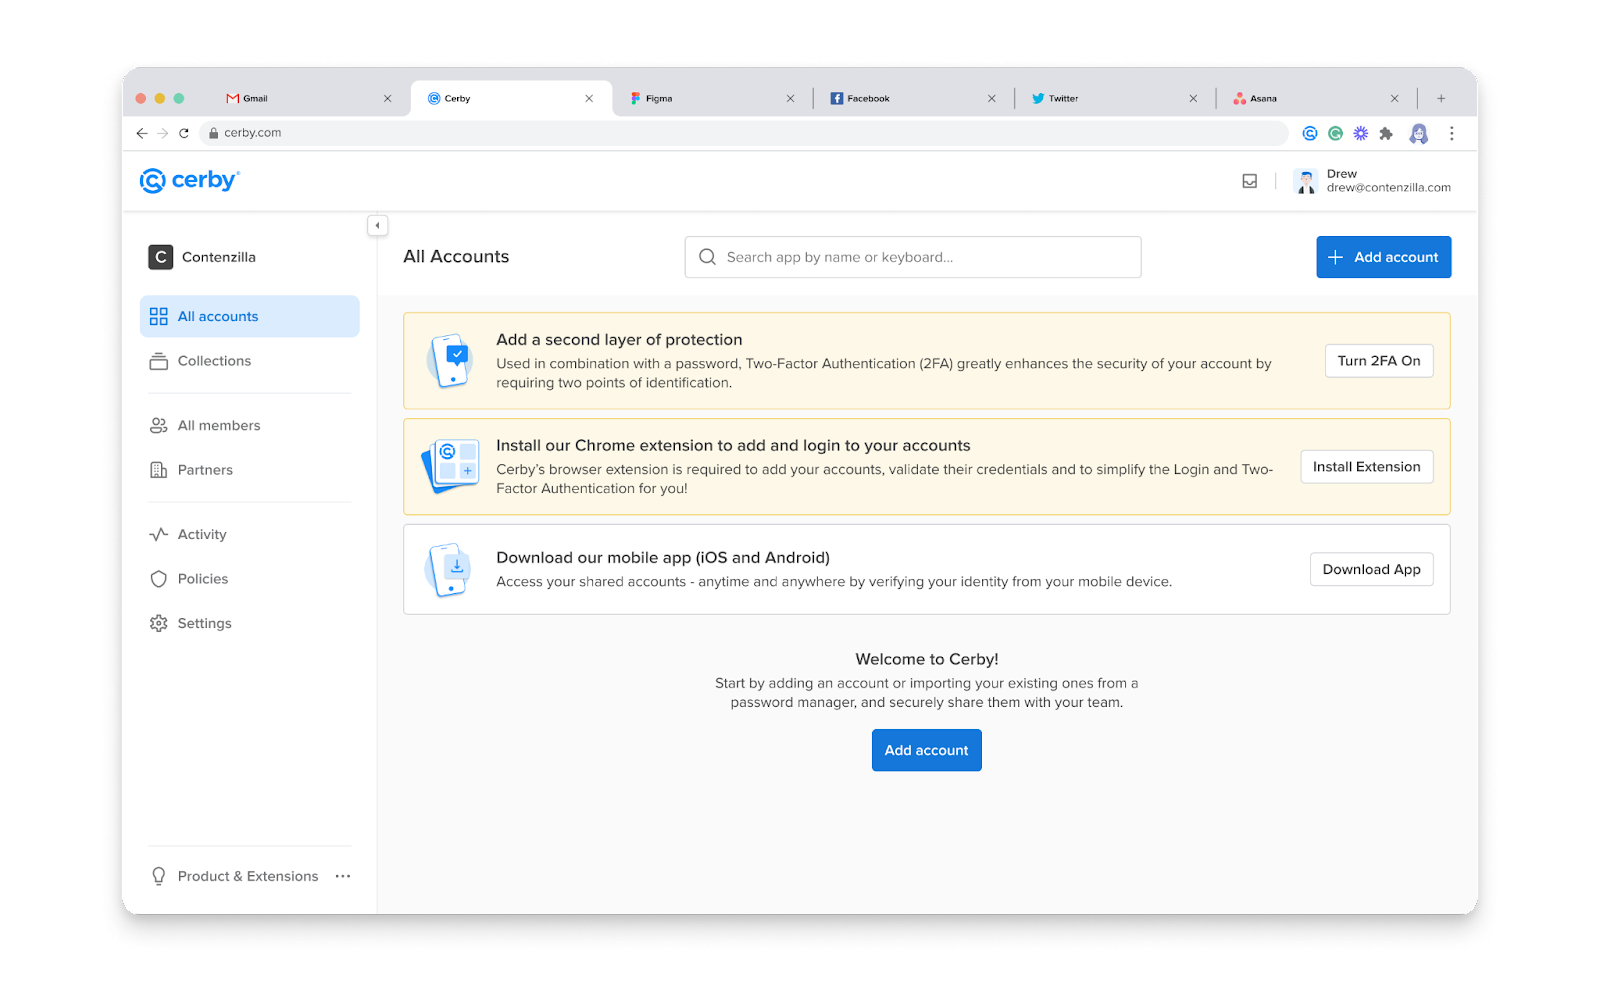 Gmail
Cerby
Figma
Facebook
Twitter
Asana
cerby.com
cerby
Drew
drew@contenzilla.com
C
Contenzilla
All Accounts
Search app by name or keyboard...
Add account
All accounts
Collections
All members
Partners
Activity
Policies
Settings
Product & Extensions
Add a second layer of protection
Used in combination with a password, Two-Factor Authentication (2FA) greatly enhances the security of your account by
requiring two points of identification.
Turn 2FA On
Install our Chrome extension to add and login to your accounts
Cerby’s browser extension is required to add your accounts, validate their credentials and to simplify the Login and Two-
Factor Authentication for you!
Install Extension
Download our mobile app (iOS and Android)
Access your shared accounts - anytime and anywhere by verifying your identity from your mobile device.
Download App
Welcome to Cerby!
Start by adding an account or importing your existing ones from a
password manager, and securely share them with your team.
Add account